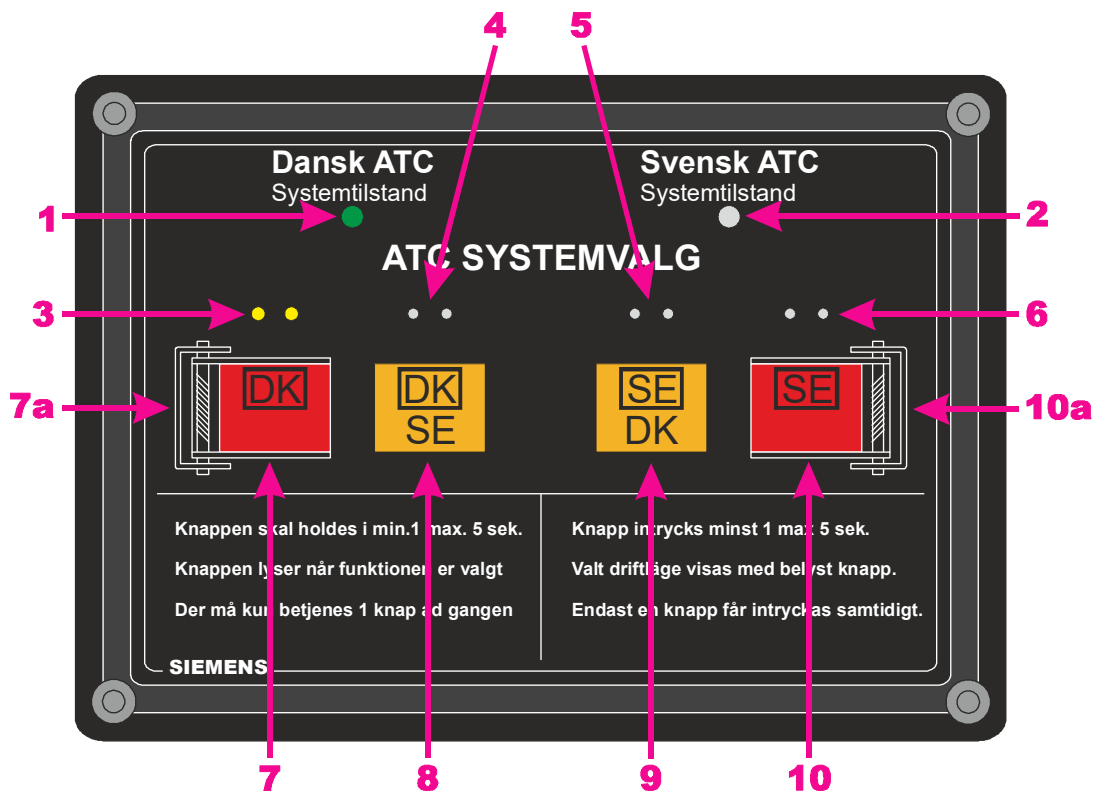 4 5
Dansk ATC
Systemtilstand
Svensk ATC
Systemtilstand
1
2
ATC SYSTEMVALG
3
6
7a
DK
DK
SE
SE
DK
SE
10a
Knappen skal holdes i min.1 max. 5 sek.
Knappen lyser når funktionen er valgt
Der må kun betjenes 1 knap ad gangen
Knapp intrycks minst 1 max 5 sek.
Valt driftläge visas med belyst knapp.
Endast en knapp får intryckas samtidigt.
SIEMENS
7 8 9 10